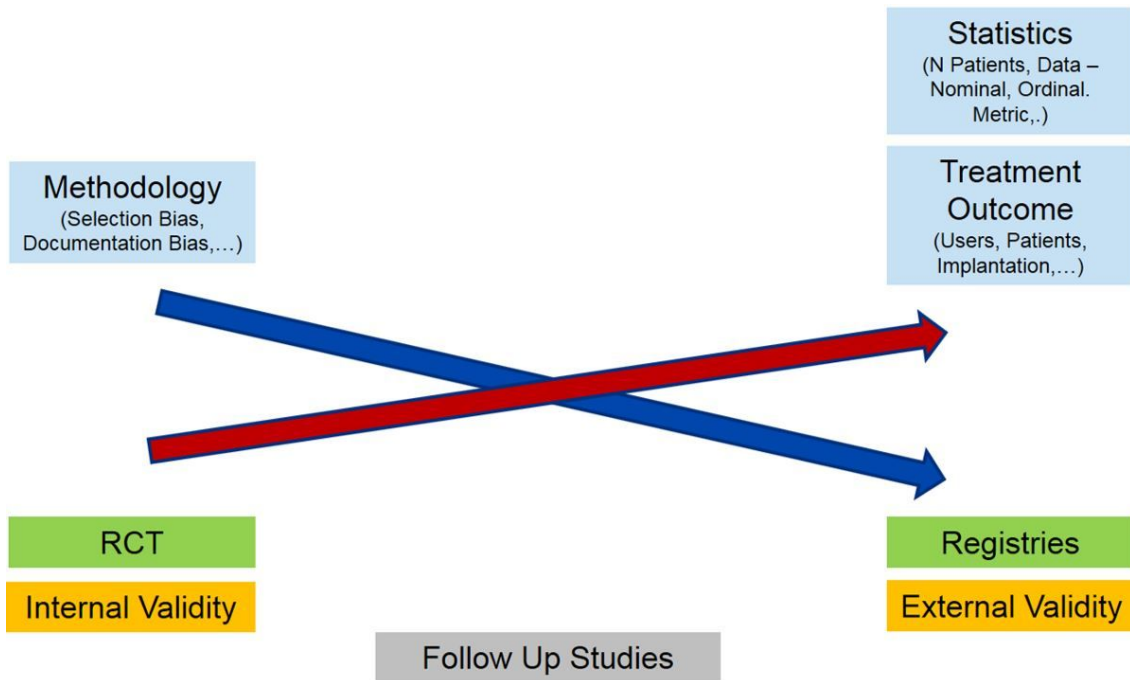 Statistics
(N Patients, Data –
Nominal, Ordinal.
Metric,.)
Methodology
(Selection Bias,
Documentation Bias,…)
Treatment
Outcome
(Users, Patients,
Implantation,…)
RCT
Registries
Internal Validity
External Validity
Follow Up Studies